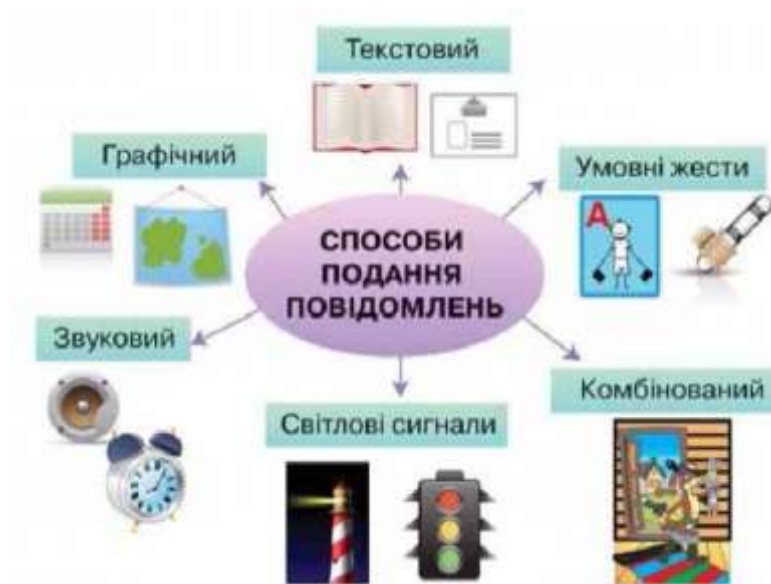 Текстовий
Графічний
Умовні жести
А
СПОСОБИ
ПОДАННЯ
ПОВІДОМЛЕНЬ
Звуковий
Комбінований
Світлові сигнали